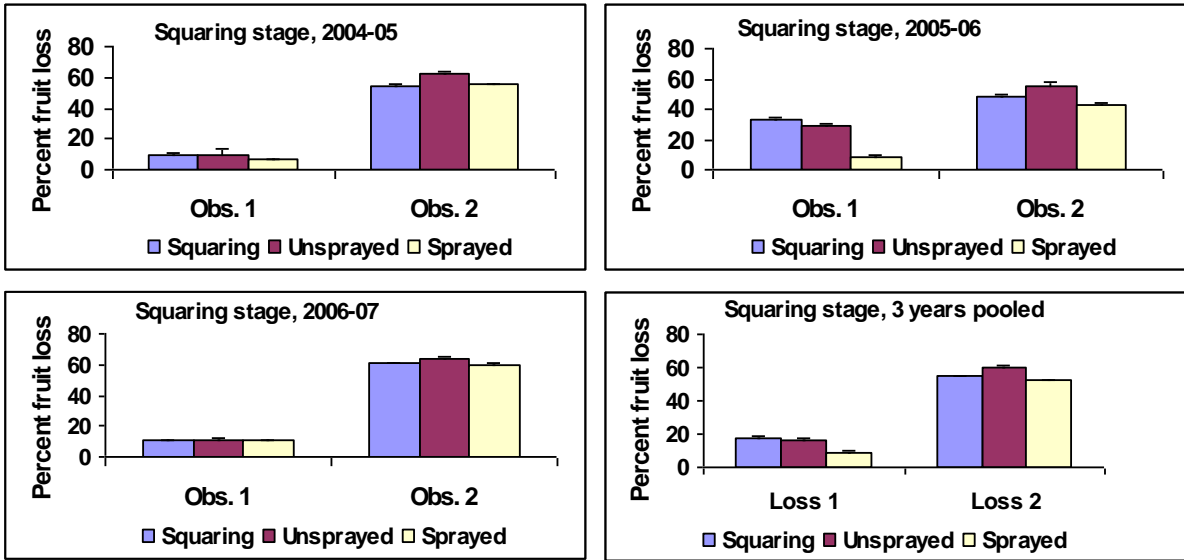 Squaring stage, 2004-05
Percent fruit loss
80
60
40
20
0
Obs. 1 Obs. 2
Squaring Unsprayed Sprayed
Squaring stage, 2005-06
Percent fruit loss
80
60
40
20
0
Obs. 1 Obs. 2
Squaring Unsprayed Sprayed
Squaring stage, 2006-07
Percent fruit loss
80
60
40
20
0
Obs. 1 Obs. 2
Squaring Unsprayed Sprayed
Squaring stage, 3 years pooled
Percent fruit loss
80
60
40
20
0
Loss 1 Loss 2
Squaring Unsprayed Sprayed